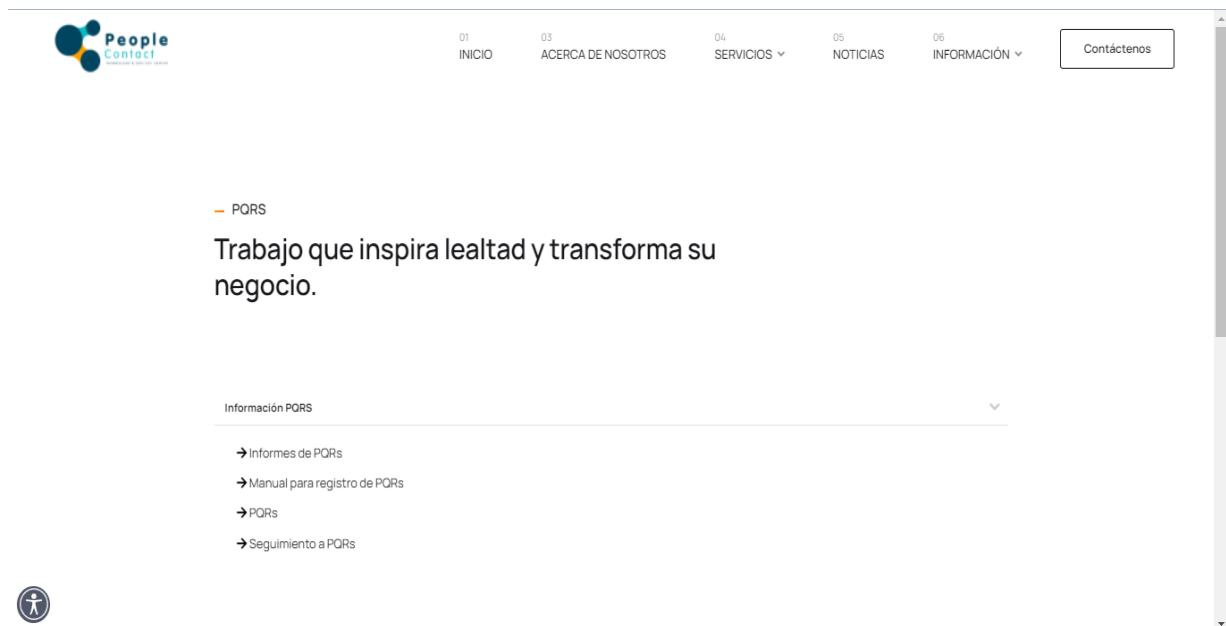 People
Contact
01
INICIO
03
ACERCA DE NOSOTROS
04
SERVICIOS
05
NOTICIAS
06
INFORMACIÓN
Contáctenos
PQRS
Trabajo que inspira lealtad y transforma su
negocio.
Información PQRS
Informes de PQRs
Manual para registro de PQRs
PQRs
Seguimiento a PQRs